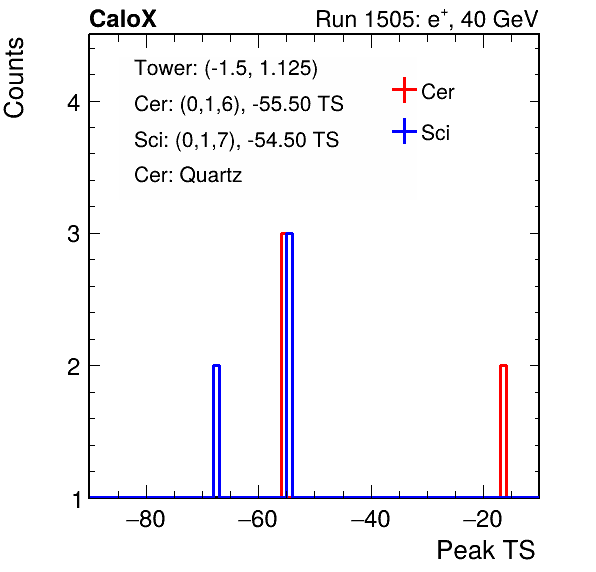 CaloX Run 1505: e⁺, 40 GeV
Counts
Tower: (-1.5, 1.125)
Cer: (0,1,6), -55.50 TS
Sci: (0,1,7), -54.50 TS
Cer: Quartz
Cer
Sci
4
3
2
1
−80 −60 −40 −20
Peak TS